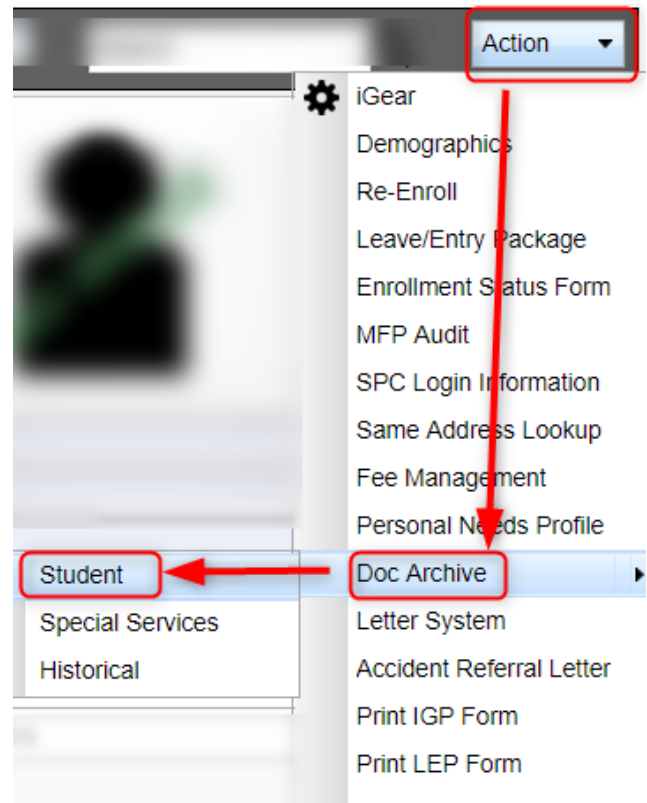 Action
iGear
Demographics
Re-Enroll
Leave/Entry Package
Enrollment Status Form
MFP Audit
SPC Login Information
Same Address Lookup
Fee Management
Personal Needs Profile
Doc Archive
Student
Special Services
Historical
Letter System
Accident Referral Letter
Print IGP Form
Print LEP Form